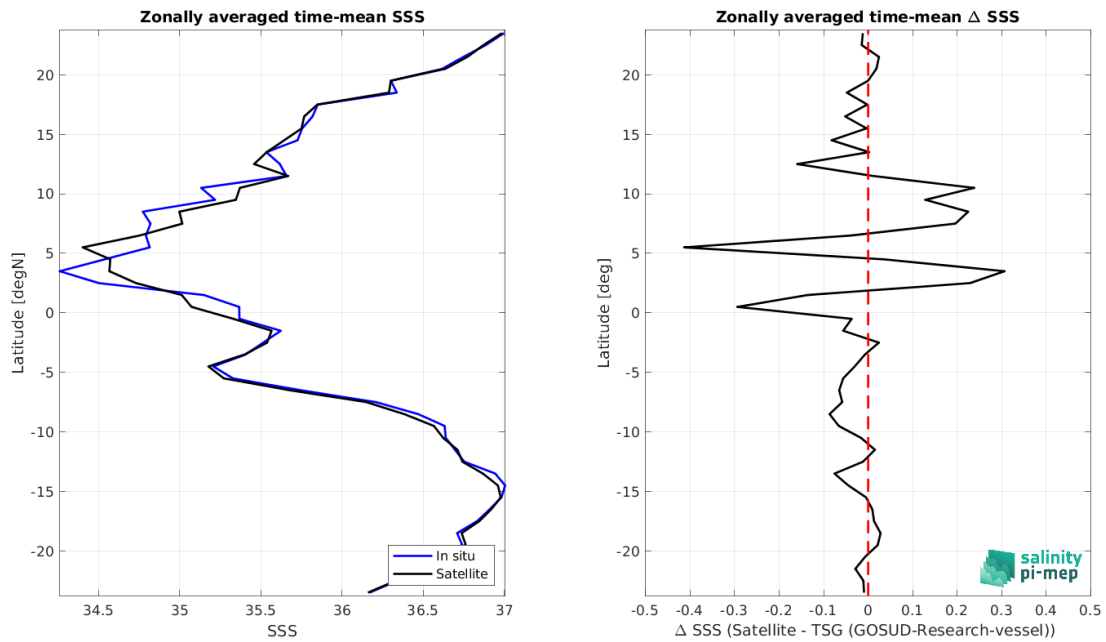 Zonally averaged time-mean SSS
Latitude [degN]
20
15
10
5
0
-5
-10
-15
-20
34.5 35 35.5 36 36.5 37
SSS
In situ
Satellite
Zonally averaged time-mean Δ SSS
Latitude [deg]
20
15
10
5
0
-5
-10
-15
-20
-0.5 -0.4 -0.3 -0.2 -0.1 0 0.1 0.2 0.3 0.4 0.5
Δ SSS (Satellite - TSG (GOSUD-Research-vessel))
salinity
pi-mep